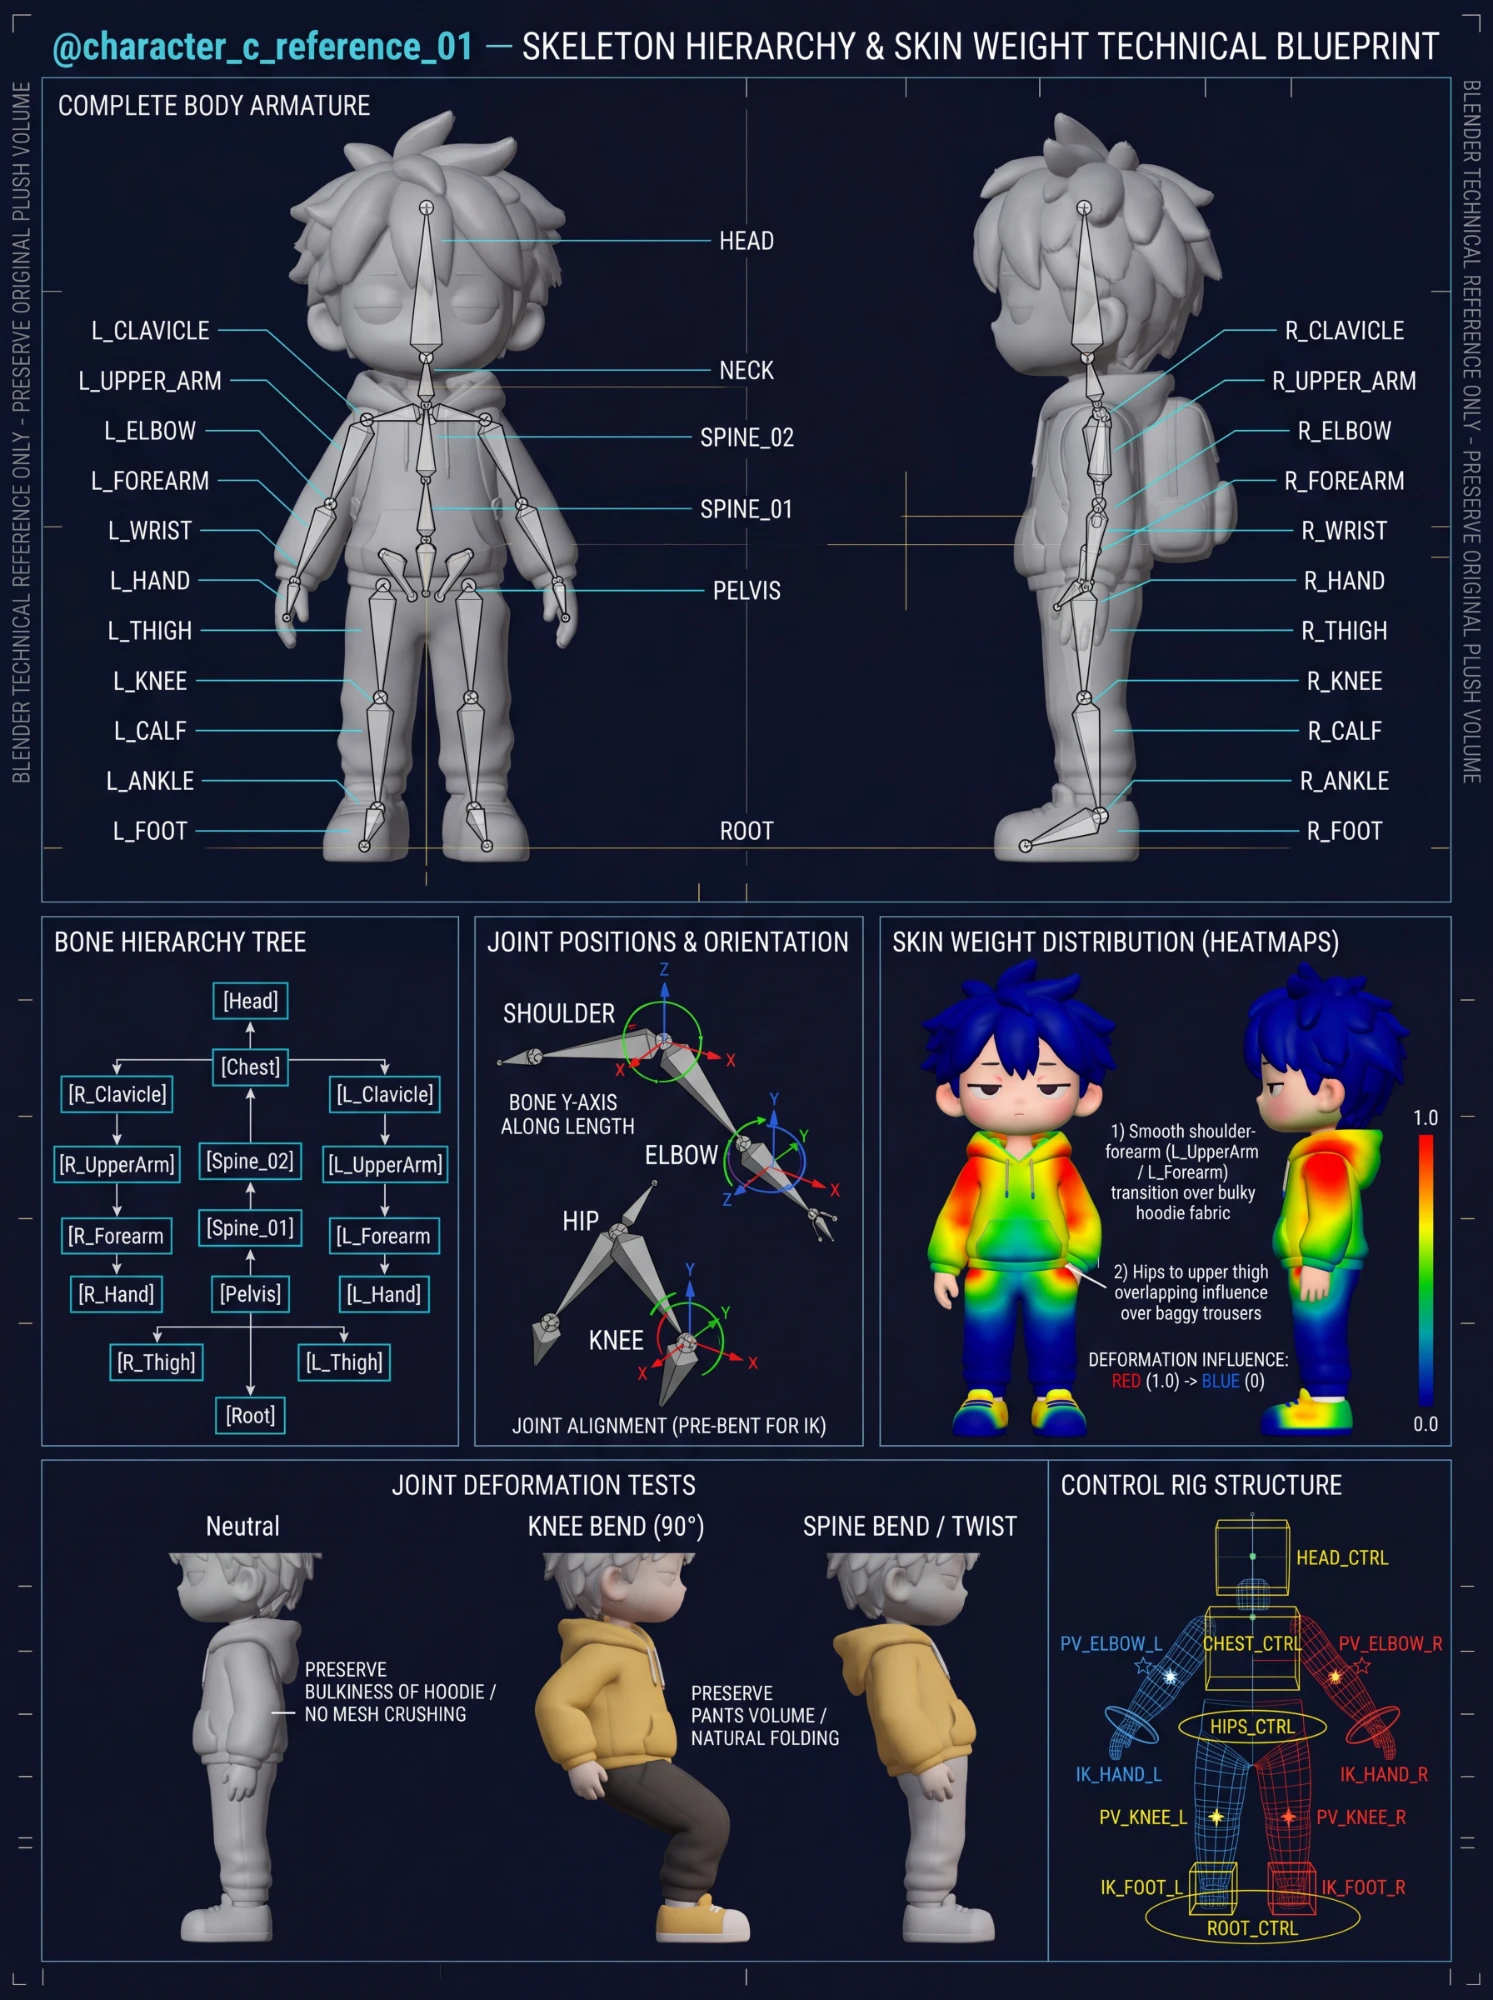 @character_c_reference_01 — SKELETON HIERARCHY & SKIN WEIGHT TECHNICAL BLUEPRINT
BLENDER TECHNICAL REFERENCE ONLY - PRESERVE ORIGINAL PLUSH VOLUME
BLENDER TECHNICAL REFERENCE ONLY - PRESERVE ORIGINAL PLUSH VOLUME
COMPLETE BODY ARMATURE
L_CLAVICLE
L_UPPER_ARM
L_ELBOW
L_FOREARM
L_WRIST
L_HAND
L_THIGH
L_KNEE
L_CALF
L_ANKLE
L_FOOT
HEAD
NECK
SPINE_02
SPINE_01
PELVIS
ROOT
R_CLAVICLE
R_UPPER_ARM
R_ELBOW
R_FOREARM
R_WRIST
R_HAND
R_THIGH
R_KNEE
R_CALF
R_ANKLE
R_FOOT
BONE HIERARCHY TREE
[Head]
[Chest]
[R_Clavicle]
[L_Clavicle]
[R_UpperArm]
[Spine_02]
[L_UpperArm]
[R_Forearm
[Spine_01]
[L_Forearm
[R_Hand]
[Pelvis]
[L_Hand]
[R_Thigh]
[L_Thigh]
[Root]
JOINT POSITIONS & ORIENTATION
Z
SHOULDER
X
X
BONE Y-AXIS
ALONG LENGTH
Y
Y
ELBOW
X
Z
HIP
Y
Y
KNEE
X
X
JOINT ALIGNMENT (PRE-BENT FOR IK)
SKIN WEIGHT DISTRIBUTION (HEATMAPS)
1) Smooth shoulder-
forearm (L_UpperArm
/ L_Forearm)
transition over bulky
hoodie fabric
2) Hips to upper thigh
overlapping influence
over baggy trousers
DEFORMATION INFLUENCE:
RED (1.0) -> BLUE (0)
1.0
0.0
JOINT DEFORMATION TESTS
Neutral
PRESERVE
BULKINESS OF HOODIE /
NO MESH CRUSHING
KNEE BEND (90°)
PRESERVE
PANTS VOLUME /
NATURAL FOLDING
SPINE BEND / TWIST
CONTROL RIG STRUCTURE
HEAD_CTRL
PV_ELBOW_L
CHEST_CTRL
PV_ELBOW_R
HIPS_CTRL
IK_HAND_L
IK_HAND_R
PV_KNEE_L
PV_KNEE_R
IK_FOOT_L
IK_FOOT_R
ROOT_CTRL